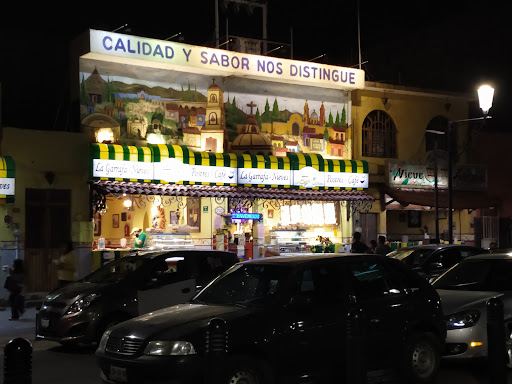 CALIDAD Y SABOR NOS DISTINGUE
La Garrafa-Nieves
Postres-Café
La Garrafa-Nieves
Postres-Café
Nieve